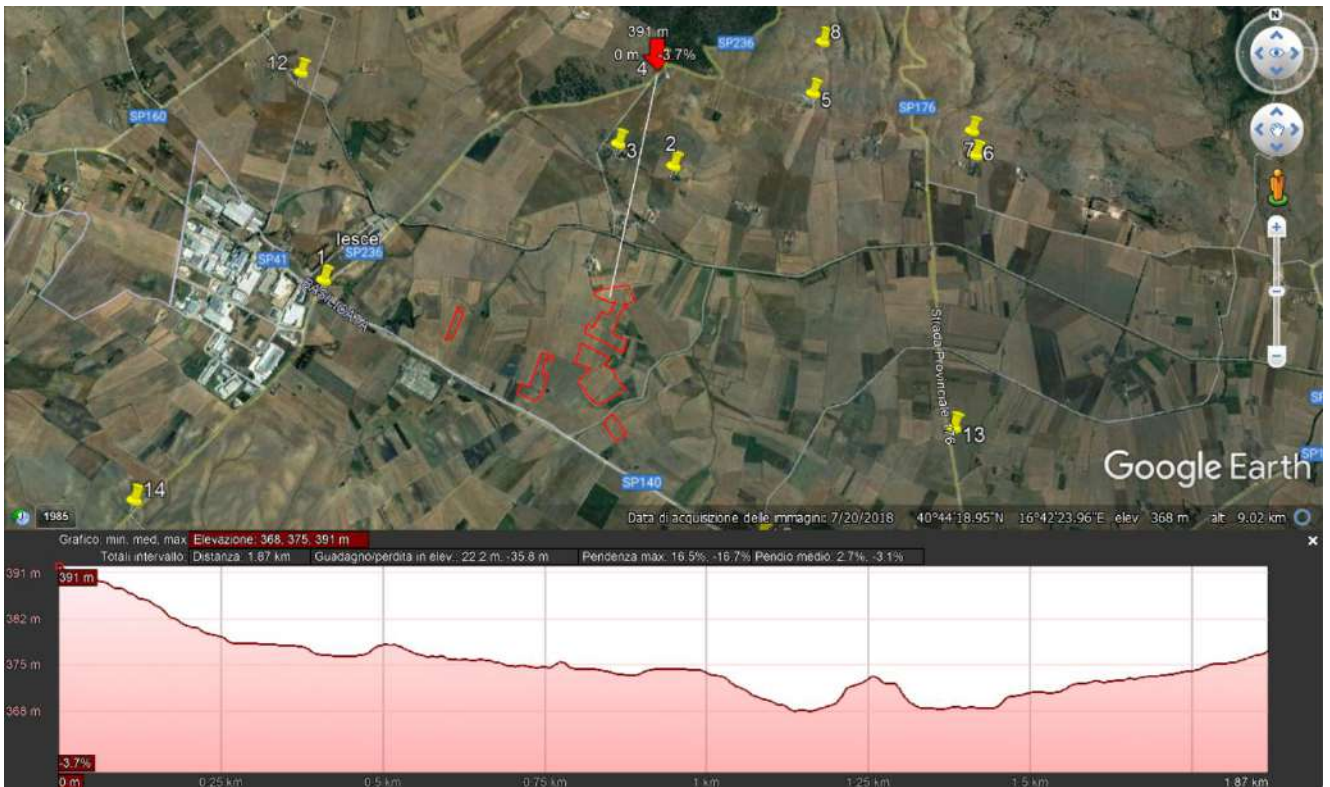 391 m
8
N
12
SP236
0 m -3.7%
4
5
SP160
SP176
3
2
7 6
Iesce
1
SP41
SP236
BASILICATA
Strada Provinciale 176
13
Google Earth
SP140
14
1985
Data di acquisizione delle immagini: 7/20/2018 40°44'18.95"N 16°42'23.96"E elev 368 m alt 9.02 km
Grafico: min, med, max Elevazione: 368, 375, 391 m
Totali intervallo: Distanza: 1.87 km Guadagno/perdita in elev.: 22.2 m, -35.8 m Pendenza max: 16.5%, -16.7% Pendio medio: 2.7%, -3.1%
391 m
391 m
382 m
375 m
368 m
-3.7%
0 m 0.25 km 0.5 km 0.75 km 1 km 1.25 km 1.5 km 1.87 km